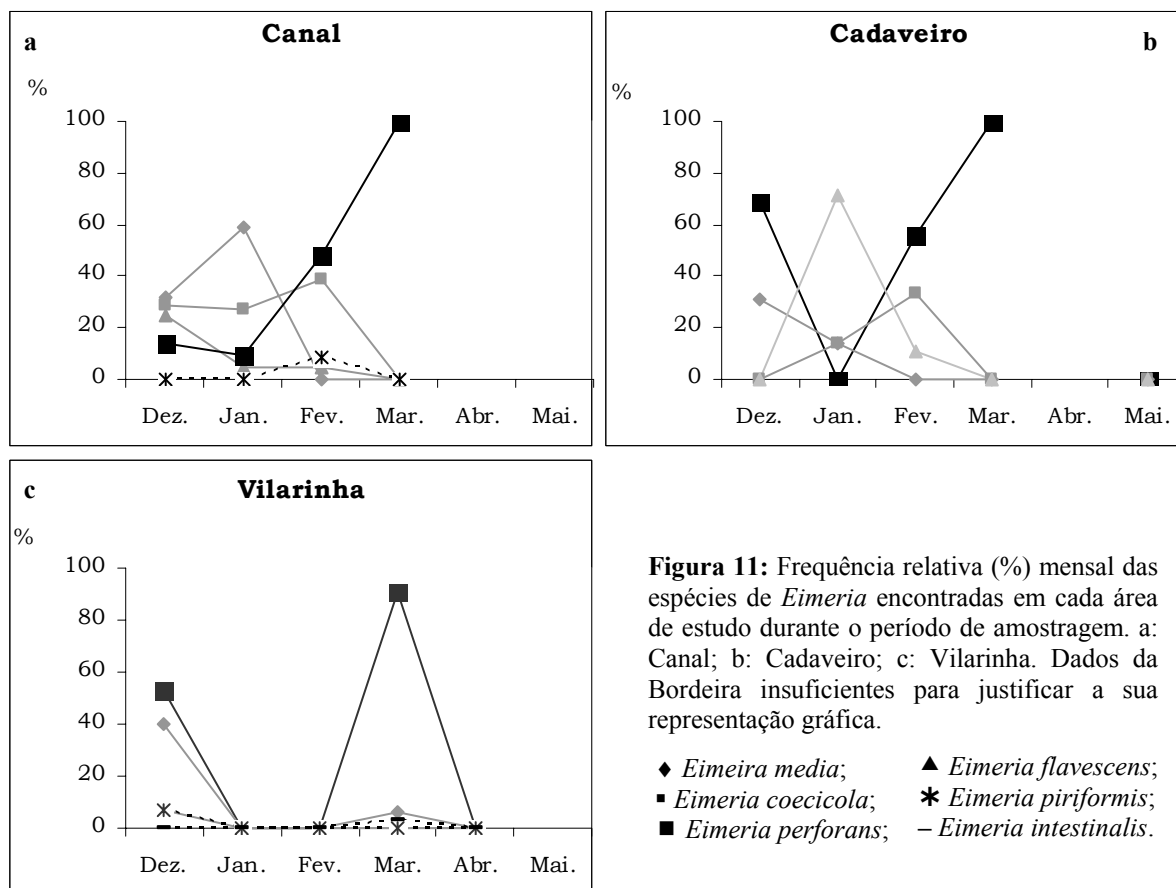 a
Canal
%
100
80
60
40
20
0
Dez. Jan. Fev. Mar. Abr. Mai.
Cadaveiro
b
%
100
80
60
40
20
0
Dez. Jan. Fev. Mar. Abr. Mai.
c
Vilarinha
%
100
80
60
40
20
0
Dez. Jan. Fev. Mar. Abr. Mai.
Figura 11: Frequência relativa (%) mensal das
espécies de Eimeria encontradas em cada área
de estudo durante o período de amostragem. a:
Canal; b: Cadaveiro; c: Vilarinha. Dados da
Bordeira insuficientes para justificar a sua
representação gráfica.
Eimeira media; Eimeria flavescens;
Eimeria coecicola; Eimeria piriformis;
Eimeria perforans; Eimeria intestinalis.